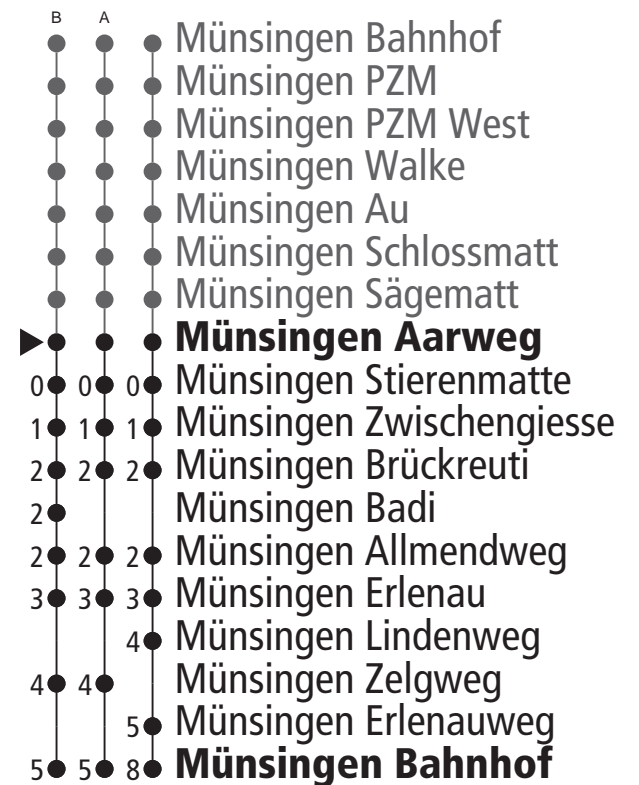 B A
Münsingen Bahnhof
Münsingen PZM
Münsingen PZM West
Münsingen Walke
Münsingen Au
Münsingen Schlossmatt
Münsingen Sägematt
Münsingen Aarweg
0 0 0 Münsingen Stierenmatte
1 1 1 Münsingen Zwischengiesse
2 2 2 Münsingen Brückreuti
2 Münsingen Badi
2 2 2 Münsingen Allmendweg
3 3 3 Münsingen Erlenau
4 Münsingen Lindenweg
4 4 Münsingen Zelgweg
5 Münsingen Erlenauweg
5 5 8 Münsingen Bahnhof